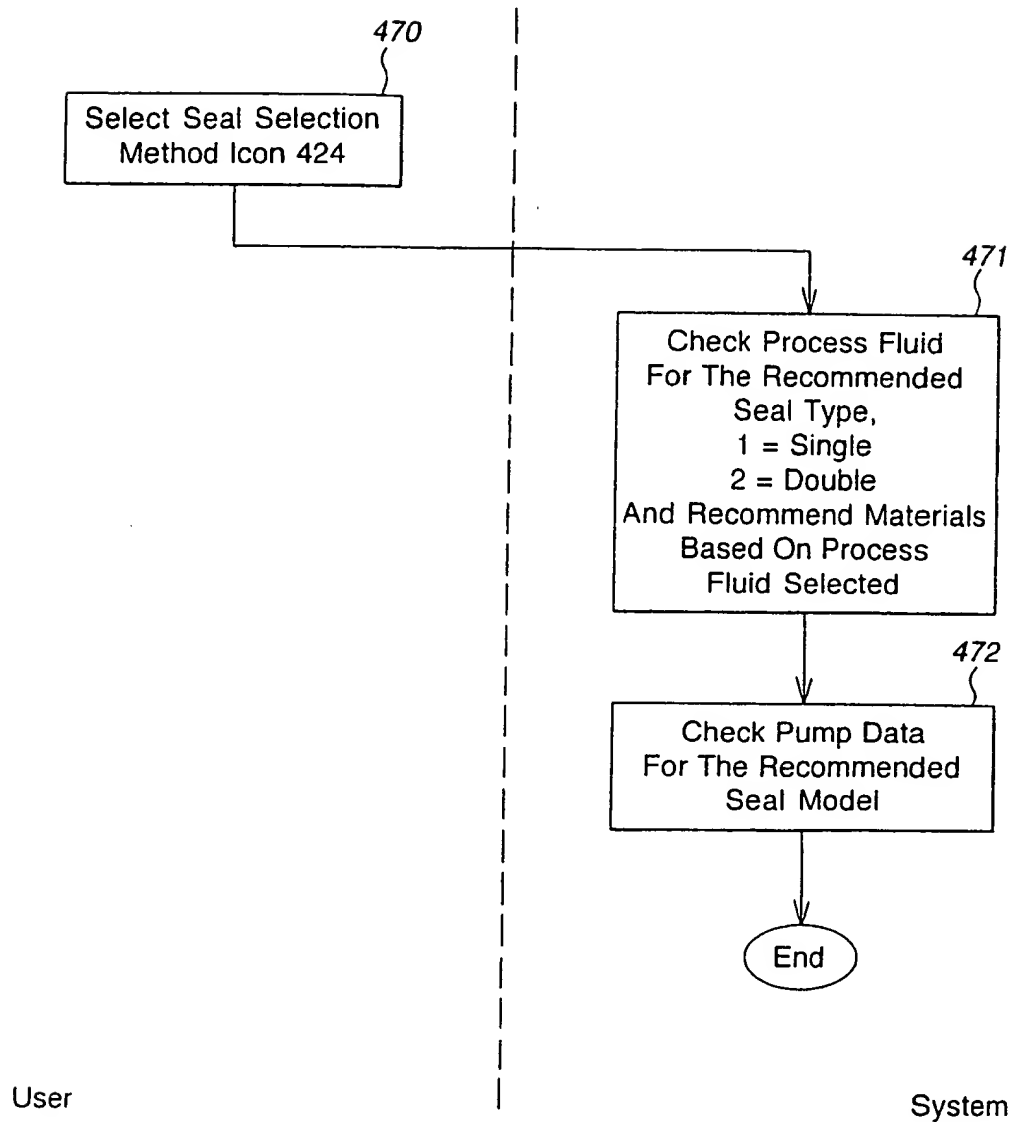 470
Select Seal Selection
Method Icon 424
471
Check Process Fluid
For The Recommended
Seal Type,
1 = Single
2 = Double
And Recommend Materials
Based On Process
Fluid Selected
472
Check Pump Data
For The Recommended
Seal Model
End
User
System